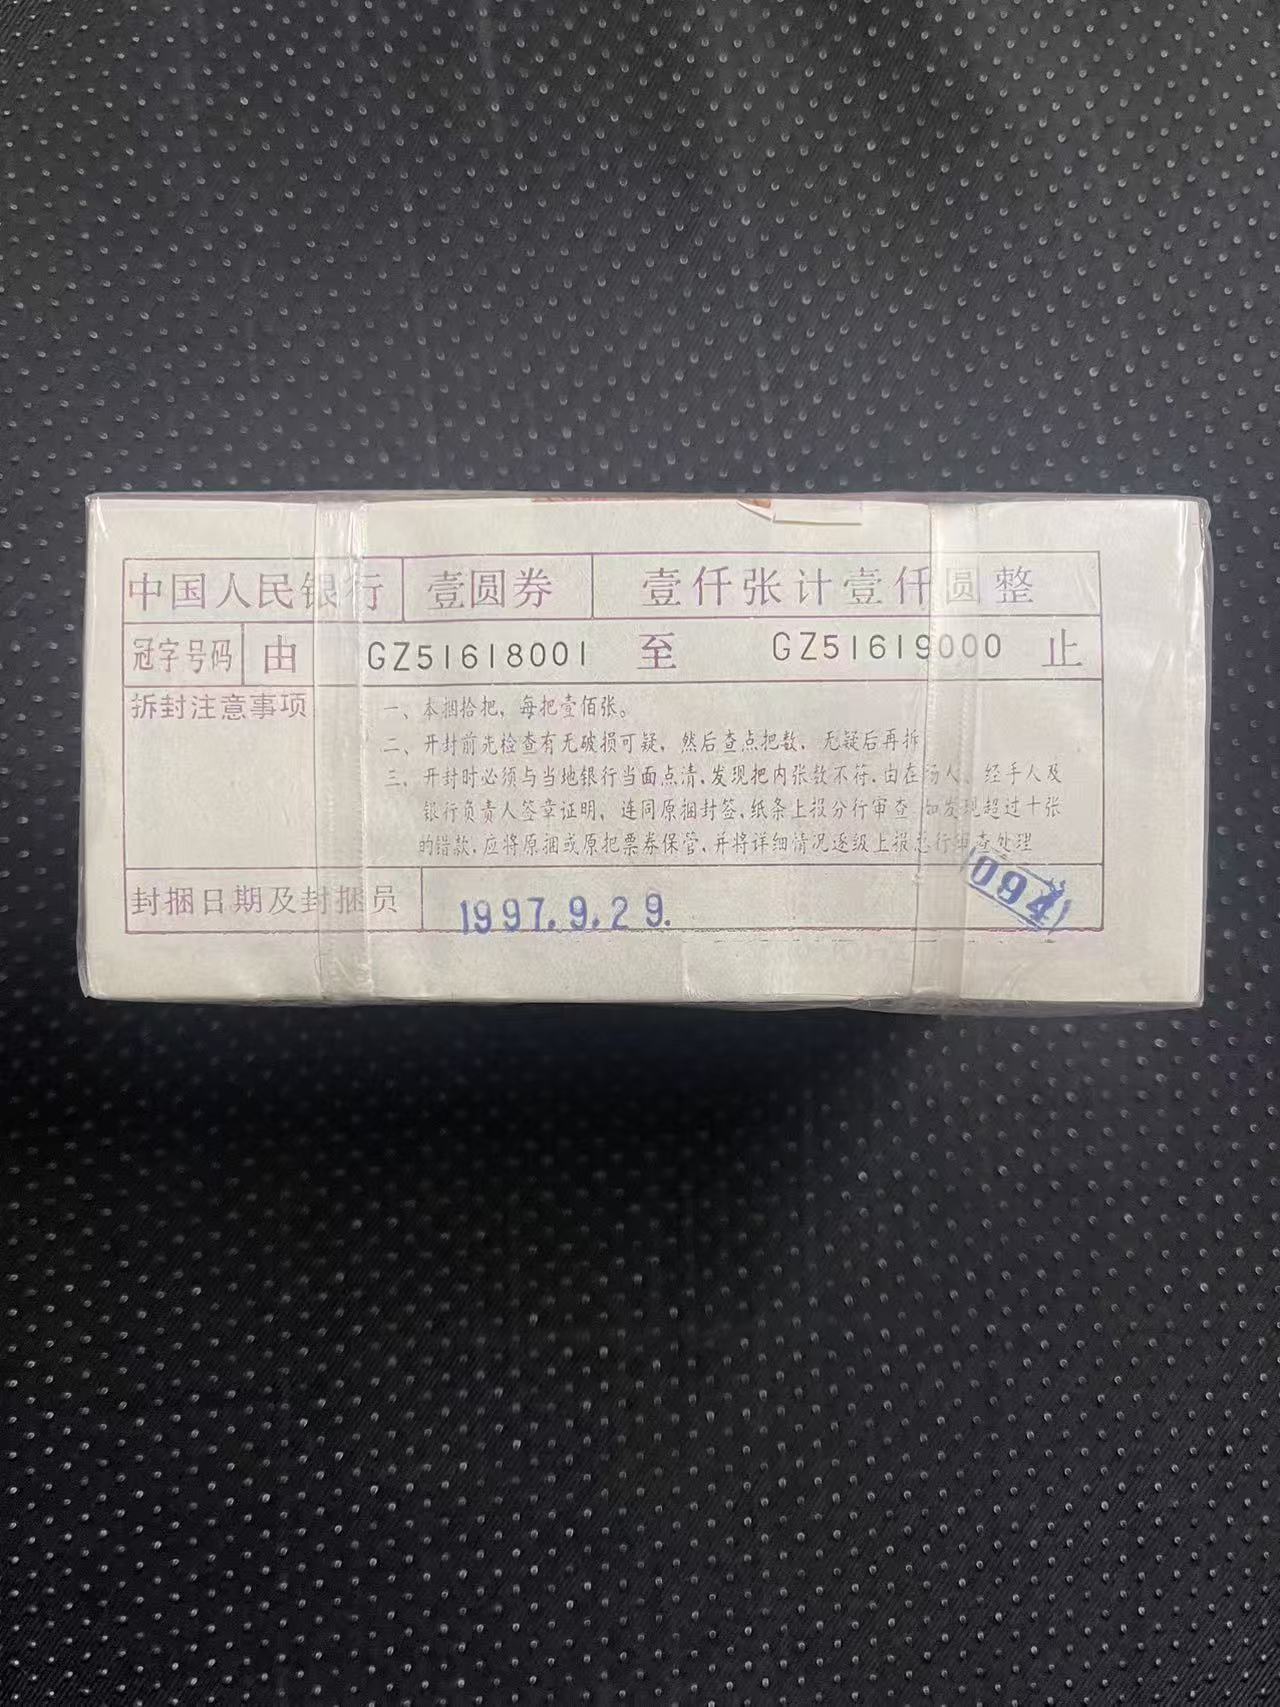 中国人民银行 壹圆券 壹仟张计壹仟圆整
冠字号码 由 GZ51618001 至 GZ51619000 止
拆封注意事项 一、本捆拾把，每把壹佰张。
二、开封前先检查有无破损可疑，然后查点把数，无疑后再拆
三、开封时必须与当地银行当面点清，发现把内张数不符，由在场人、经手人及
银行负责人签章证明，连同原捆封签，纸条上报分行审查 如发现超过十张
的错款，应将原捆或原把票券保管，并将详细情况逐级上报总行审查处理
封捆日期及封捆员 1997.9.29. 094